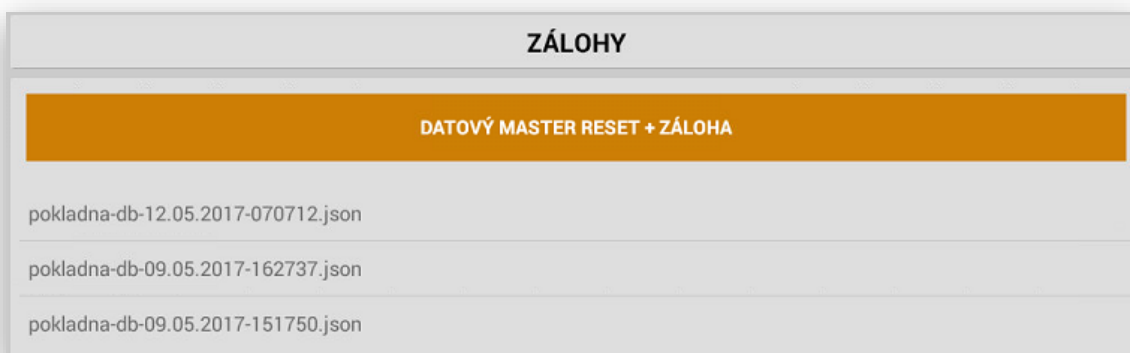 ZÁLOHY
DATOVÝ MASTER RESET + ZÁLOHA
pokladna-db-12.05.2017-070712.json
pokladna-db-09.05.2017-162737.json
pokladna-db-09.05.2017-151750.json